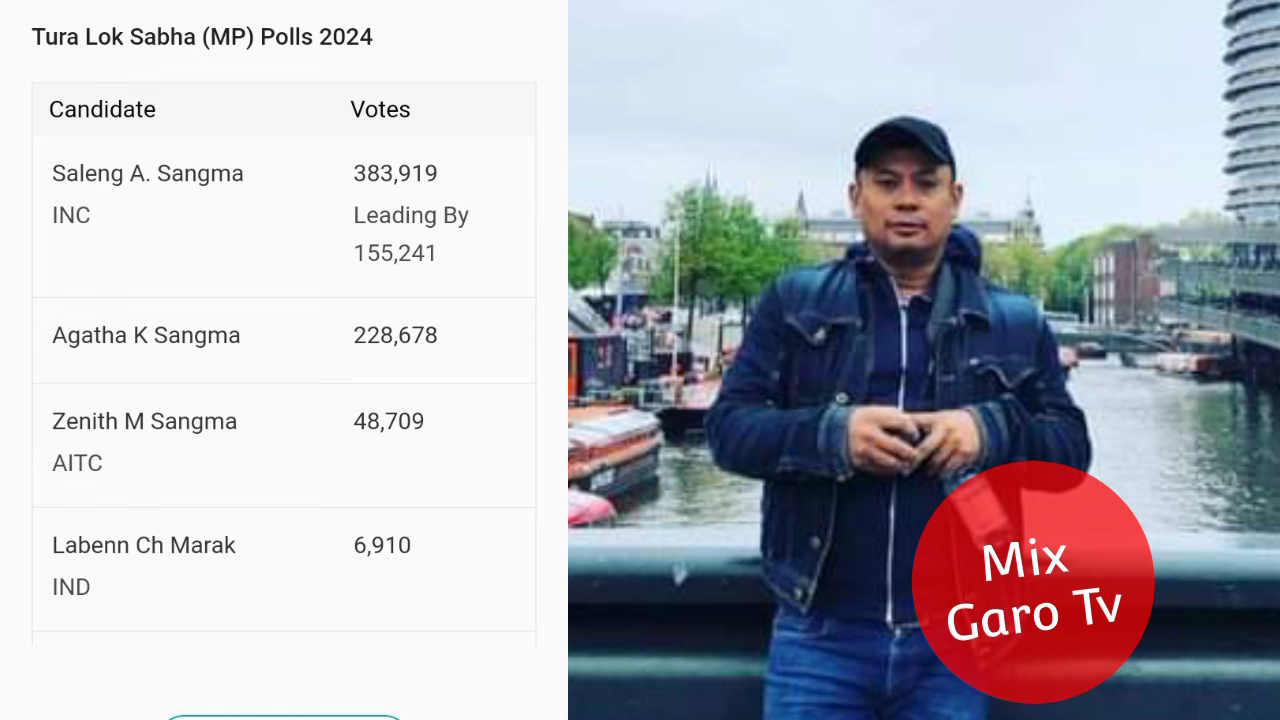 Tura Lok Sabha (MP) Polls 2024
Candidate Votes
Saleng A. Sangma 383,919
INC Leading By
155,241
Agatha K Sangma 228,678
Zenith M Sangma 48,709
AITC
Labenn Ch Marak 6,910
IND
Mix
Garo Tv